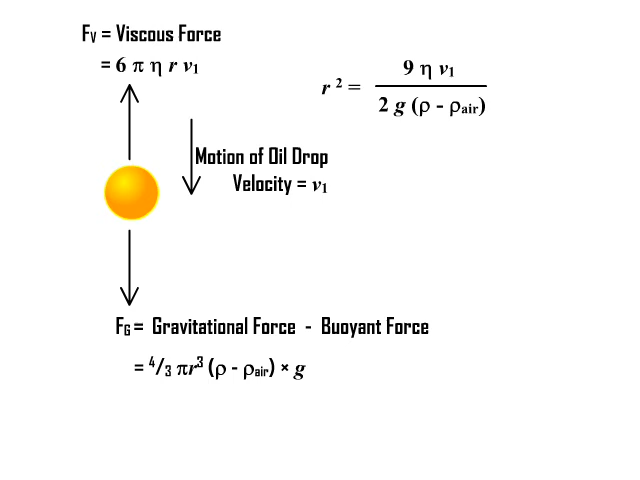 Fᵥ = Viscous Force
= 6 π η r v₁
r ² = 9 η v₁ / 2 g (ρ - ρair)
Motion of Oil Drop
Velocity = v₁
FG = Gravitational Force - Buoyant Force
= ⁴/₃ πr³ (ρ - ρair) × g